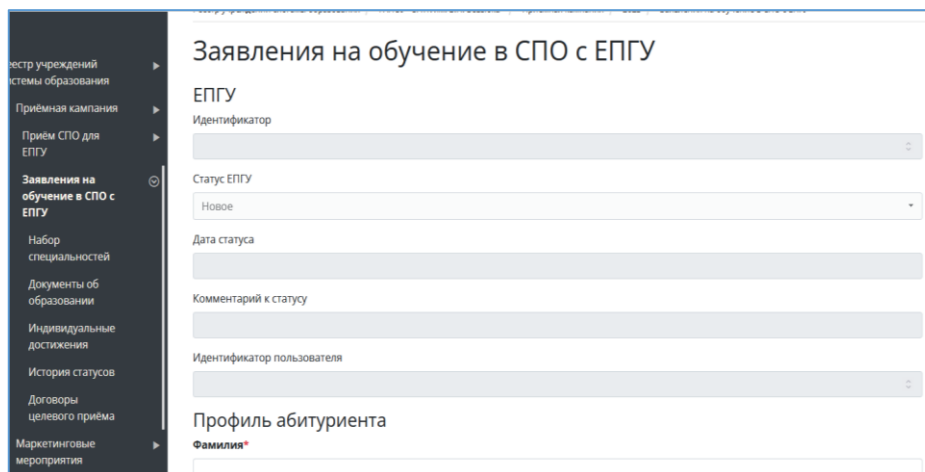 Заявления на обучение в СПО с ЕПГУ
учреждений
образования
Приёмная кампания
Приём СПО для
ЕПГУ
Заявления на
обучение в СПО с
ЕПГУ
Набор
специальностей
Документы об
образовании
Индивидуальные
достижения
История статусов
Договоры
целевого приёма
Маркетинговые
мероприятия
ЕПГУ
Идентификатор
Статус ЕПГУ
Новое
Дата статуса
Комментарий к статусу
Идентификатор пользователя
Профиль абитуриента
Фамилия*